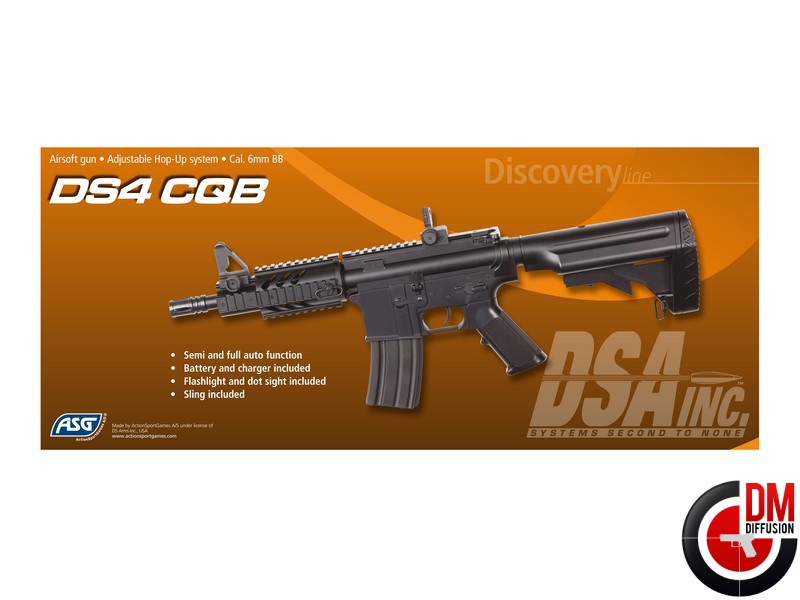 Airsoft gun • Adjustable Hop-Up system • Cal. 6mm BB
Discovery line
DS4 CQB
• Semi and full auto function
• Battery and charger included
• Flashlight and dot sight included
• Sling included
DSA INC.™
SYSTEMS SECOND TO NONE
ASG
ActionSportGames A/S®
Made by ActionSportGames A/S under license of
DS Arms Inc., USA
www.actionsportgames.com
DM
DIFFUSION